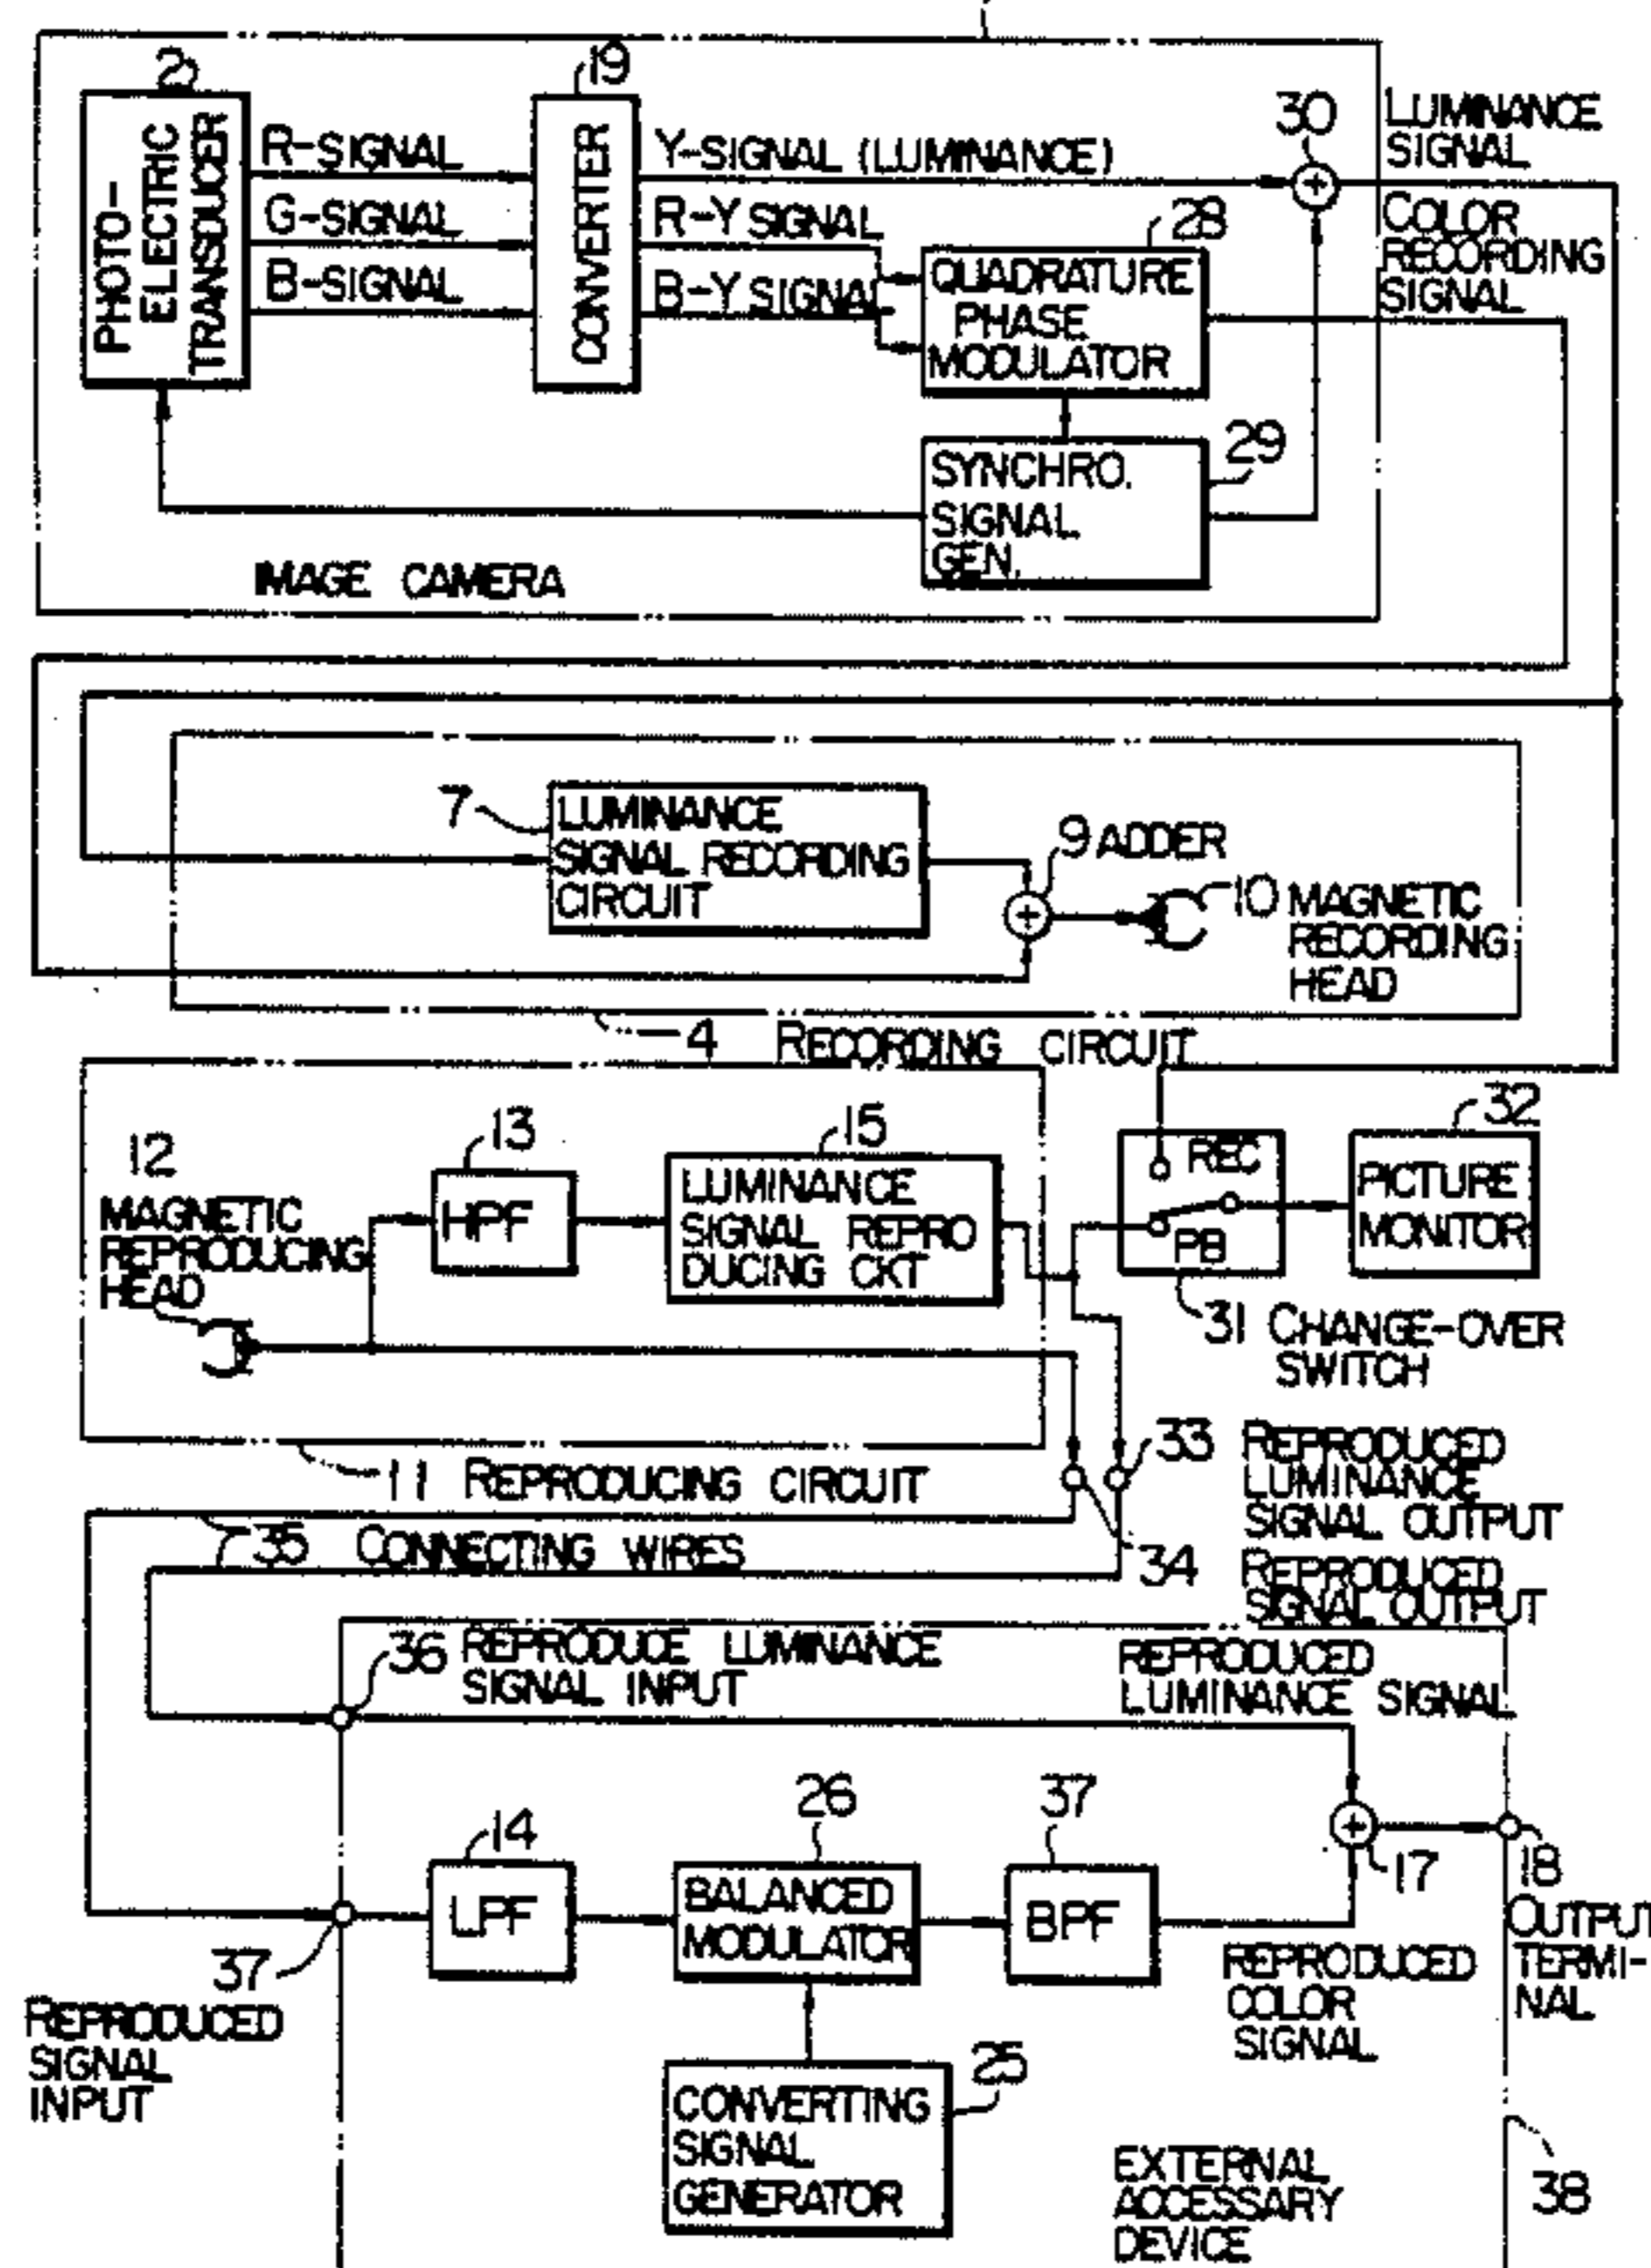 2
19
30
LUMINANCE
SIGNAL
PHOTO-
ELECTRIC
TRANSDUCER
R-SIGNAL
G-SIGNAL
B-SIGNAL
CONVERTER
Y-SIGNAL (LUMINANCE)
R-Y SIGNAL
B-Y SIGNAL
28
COLOR
RECORDING
SIGNAL
QUADRATURE
PHASE
MODULATOR
29
SYNCHRO.
SIGNAL
GEN.
IMAGE CAMERA
7
LUMINANCE
SIGNAL RECORDING
CIRCUIT
9 ADDER
10 MAGNETIC
RECORDING
HEAD
4 RECORDING CIRCUIT
12
MAGNETIC
REPRODUCING
HEAD
13
HPF
15
LUMINANCE
SIGNAL REPRO
DUCING CKT
REC
PB
32
PICTURE
MONITOR
31 CHANGE-OVER
SWITCH
11 REPRODUCING CIRCUIT
33 REPRODUCED
LUMINANCE
SIGNAL OUTPUT
35 CONNECTING WIRES
34 REPRODUCED
SIGNAL OUTPUT
36 REPRODUCE LUMINANCE
SIGNAL INPUT
REPRODUCED
LUMINANCE SIGNAL
14
LPF
26
BALANCED
MODULATOR
37
BPF
17
18
OUTPUT
TERMI-
NAL
37
REPRODUCED
SIGNAL
INPUT
REPRODUCED
COLOR
SIGNAL
25
CONVERTING
SIGNAL
GENERATOR
EXTERNAL
ACCESSARY
DEVICE
38